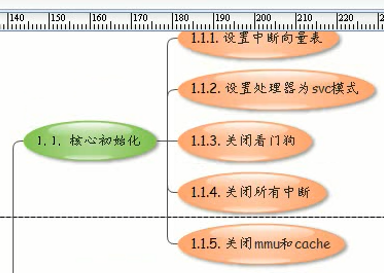 140 150 160 170 180 190 200 210 220
1.1.1. 设置中断向量表
1.1.2. 设置处理器为svc模式
1.1. 核心初始化
1.1.3. 关闭看门狗
1.1.4. 关闭所有中断
1.1.5. 关闭mmu和cache